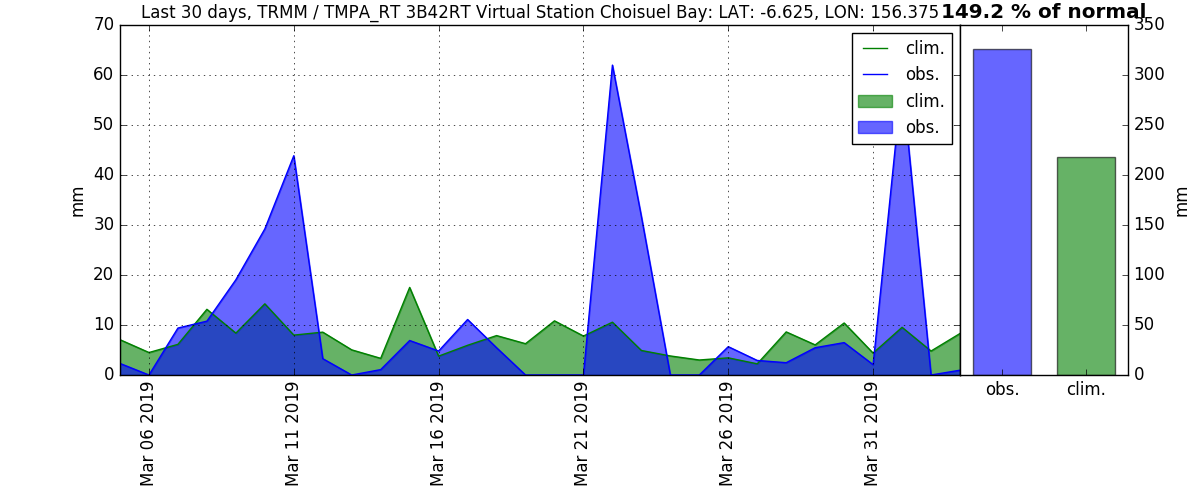 Last 30 days, TRMM / TMPA_RT 3B42RT Virtual Station Choisuel Bay: LAT: -6.625, LON: 156.375
149.2 % of normal
70
60
50
40
30
20
10
0
mm
clim.
obs.
clim.
obs.
Mar 06 2019
Mar 11 2019
Mar 16 2019
Mar 21 2019
Mar 26 2019
Mar 31 2019
350
300
250
200
150
100
50
0
mm
obs.
clim.